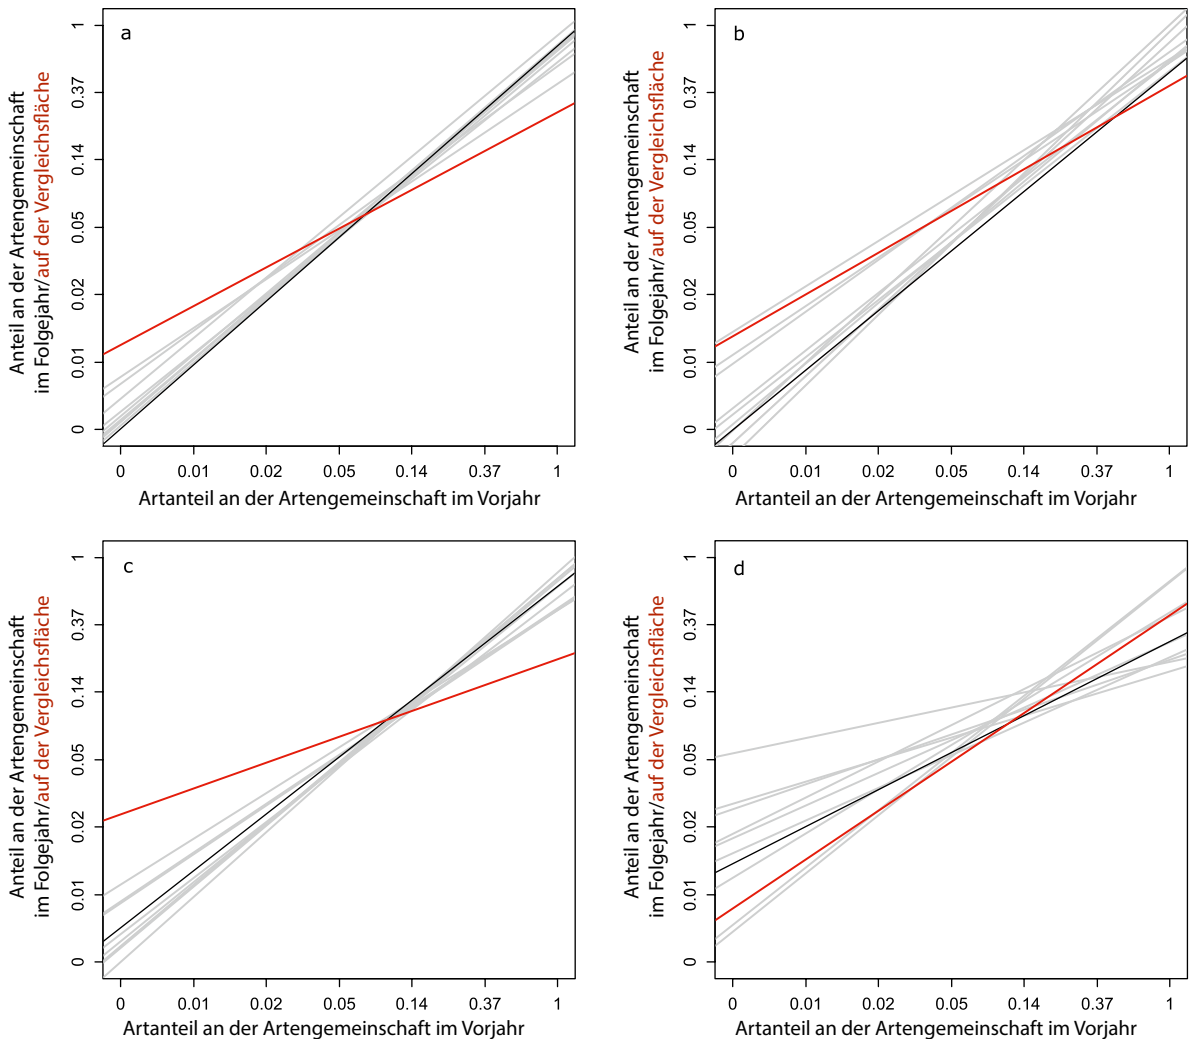 a
Anteil an der Artengemeinschaft
im Folgejahr/auf der Vergleichsfläche
1
0.37
0.14
0.05
0.02
0.01
0
0 0.01 0.02 0.05 0.14 0.37 1
Artanteil an der Artengemeinschaft im Vorjahr
b
Anteil an der Artengemeinschaft
im Folgejahr/auf der Vergleichsfläche
1
0.37
0.14
0.05
0.02
0.01
0
0 0.01 0.02 0.05 0.14 0.37 1
Artanteil an der Artengemeinschaft im Vorjahr
c
Anteil an der Artengemeinschaft
im Folgejahr/auf der Vergleichsfläche
1
0.37
0.14
0.05
0.02
0.01
0
0 0.01 0.02 0.05 0.14 0.37 1
Artanteil an der Artengemeinschaft im Vorjahr
d
Anteil an der Artengemeinschaft
im Folgejahr/auf der Vergleichsfläche
1
0.37
0.14
0.05
0.02
0.01
0
0 0.01 0.02 0.05 0.14 0.37 1
Artanteil an der Artengemeinschaft im Vorjahr